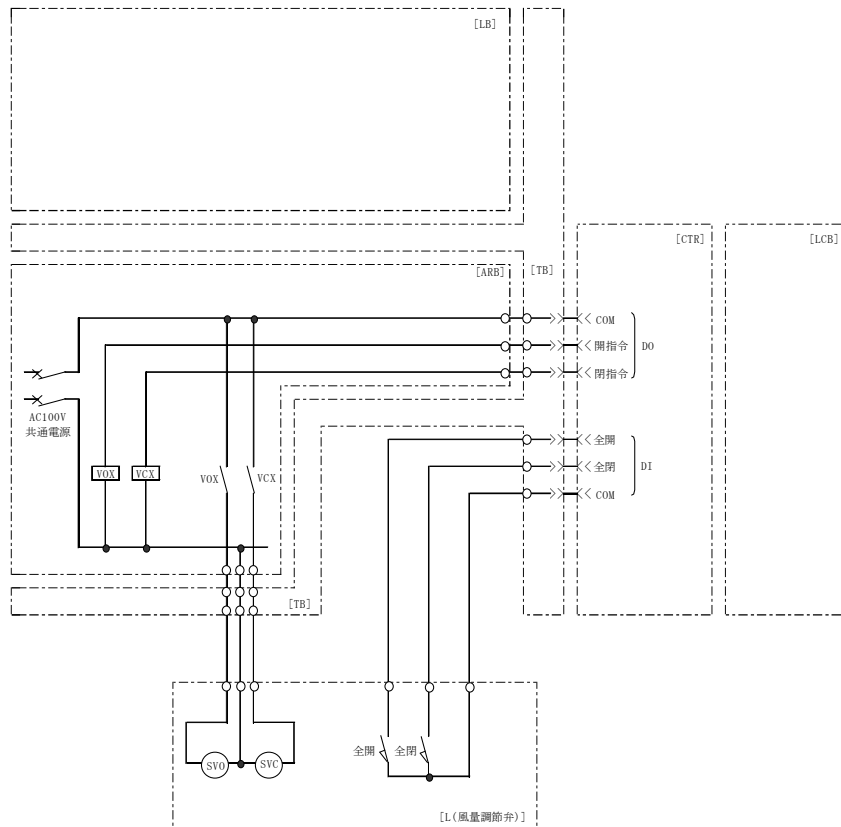 [LB]
[CTR]
[LCB]
[ARB]
[TB]
COM
開指令
DO
閉指令
AC100V
共通電源
全開
全閉
DI
COM
VOX
VCX
VOX
VCX
[TB]
全開
全閉
SVO
SVC
[L(風量調節弁)]